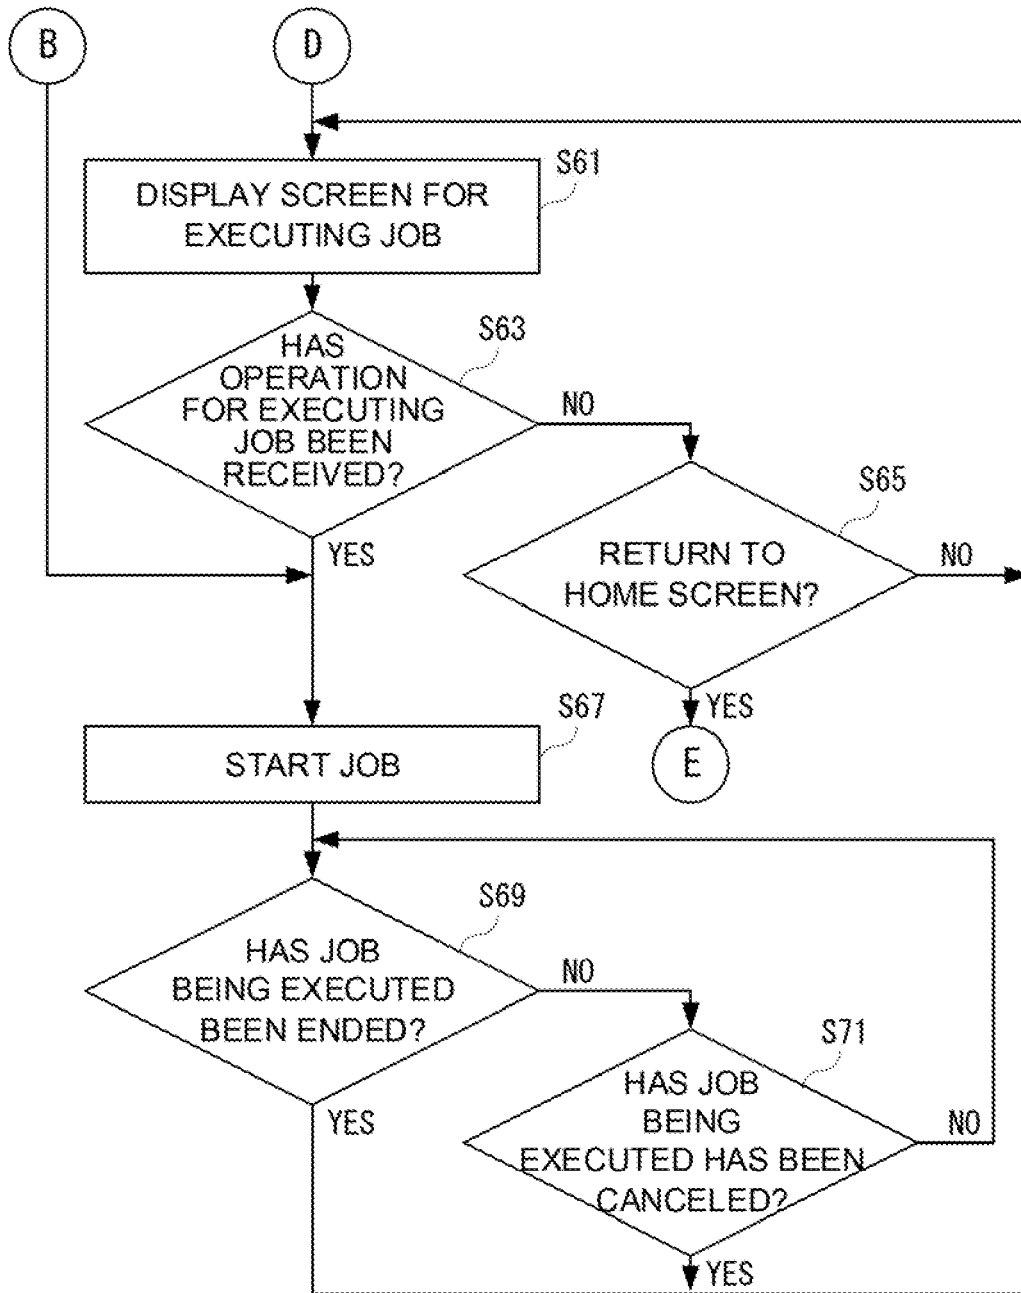 B
D
S61
DISPLAY SCREEN FOR
EXECUTING JOB
S63
HAS
OPERATION
FOR EXECUTING
JOB BEEN
RECEIVED?
NO
YES
S65
RETURN TO
HOME SCREEN?
NO
YES
E
S67
START JOB
S69
HAS JOB
BEING EXECUTED
BEEN ENDED?
NO
YES
S71
HAS JOB
BEING
EXECUTED HAS BEEN
CANCELED?
NO
YES